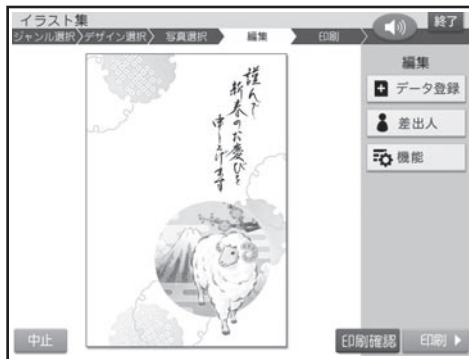 イラスト集
終了
ジャンル選択
デザイン選択
写真選択
編集
印刷
編集
データ登録
差出人
機能
謹んで
新春のお慶びを
申し上げます
中止
印刷確認
印刷